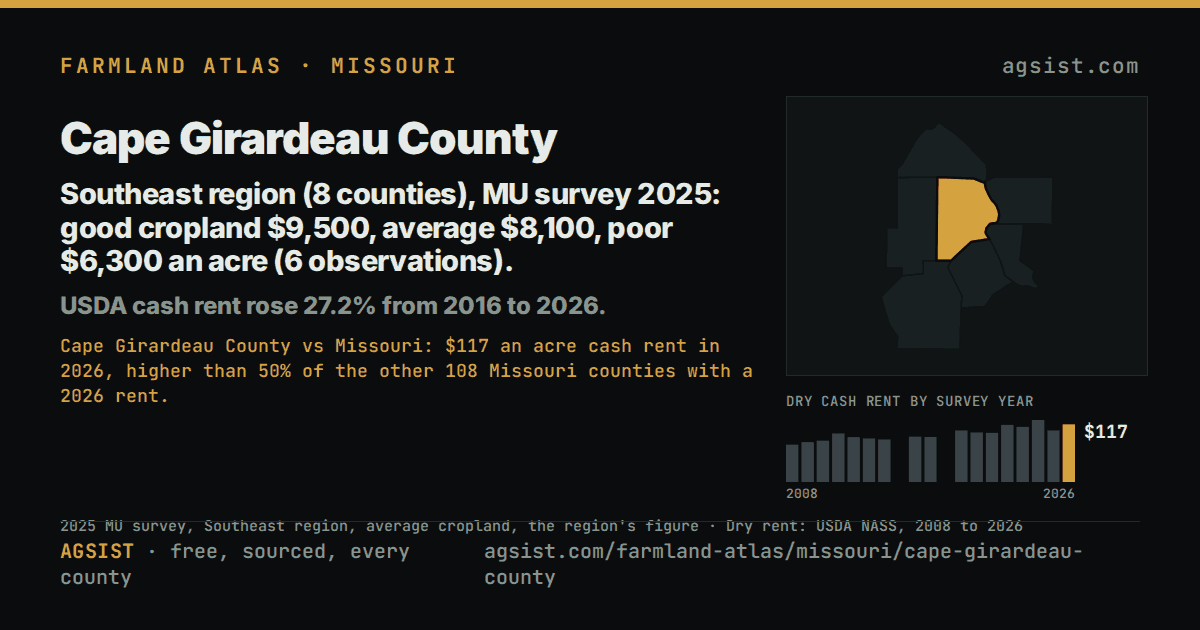 FARMLAND ATLAS · MISSOURI
agsist.com
Cape Girardeau County
Southeast region (8 counties), MU survey 2025:
good cropland $9,500, average $8,100, poor
$6,300 an acre (6 observations).
USDA cash rent rose 27.2% from 2016 to 2026.
Cape Girardeau County vs Missouri: $117 an acre cash rent in
2026, higher than 50% of the other 108 Missouri counties with a
2026 rent.
DRY CASH RENT BY SURVEY YEAR
$117
2008
2026
2025 MU survey, Southeast region, average cropland, the region's figure · Dry rent: USDA NASS, 2008 to 2026
AGSIST · free, sourced, every
county
agsist.com/farmland-atlas/missouri/cape-girardeau-
county